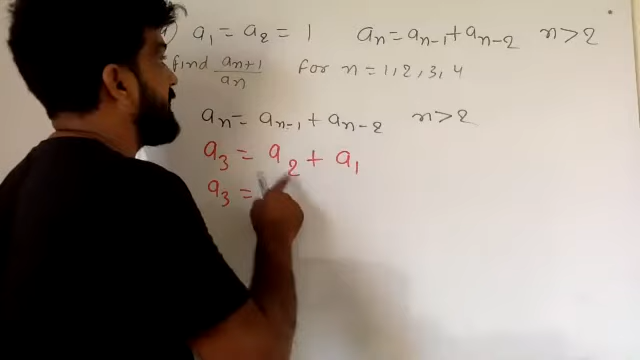 ) a₁ = a₂ = 1 aₙ = aₙ₋₁ + aₙ₋₂ n > 2
find aₙ₊₁/aₙ for n = 1, 2, 3, 4
aₙ = aₙ₋₁ + aₙ₋₂ n > 2
a₃ = a₂ + a₁
a₃ =